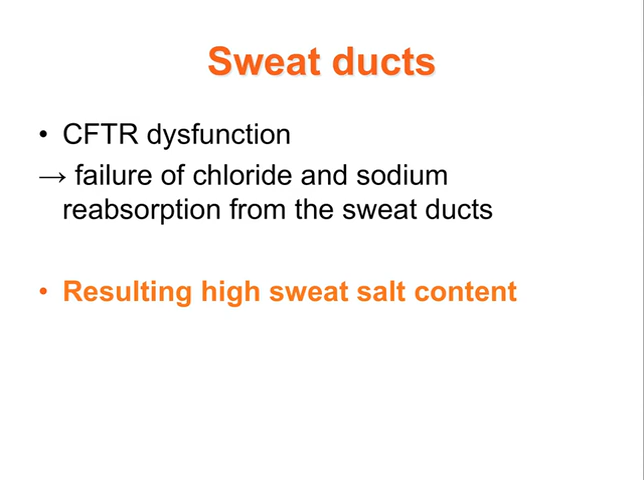 Sweat ducts
• CFTR dysfunction
→ failure of chloride and sodium
reabsorption from the sweat ducts
• Resulting high sweat salt content